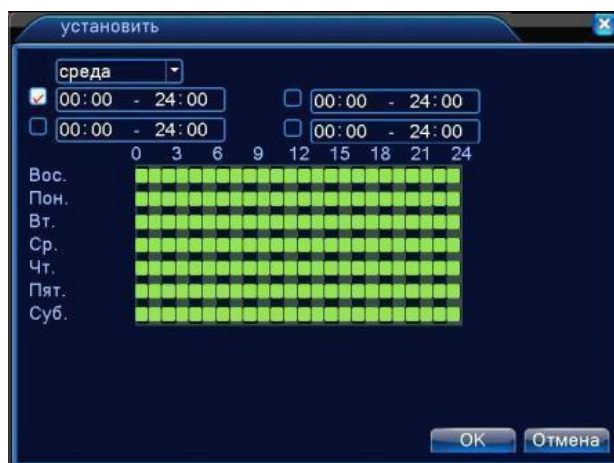 установить
среда
00:00 - 24:00 00:00 - 24:00
00:00 - 24:00 00:00 - 24:00
0 3 6 9 12 15 18 21 24
Вос.
Пон.
Вт.
Ср.
Чт.
Пят.
Суб.
OK Отмена